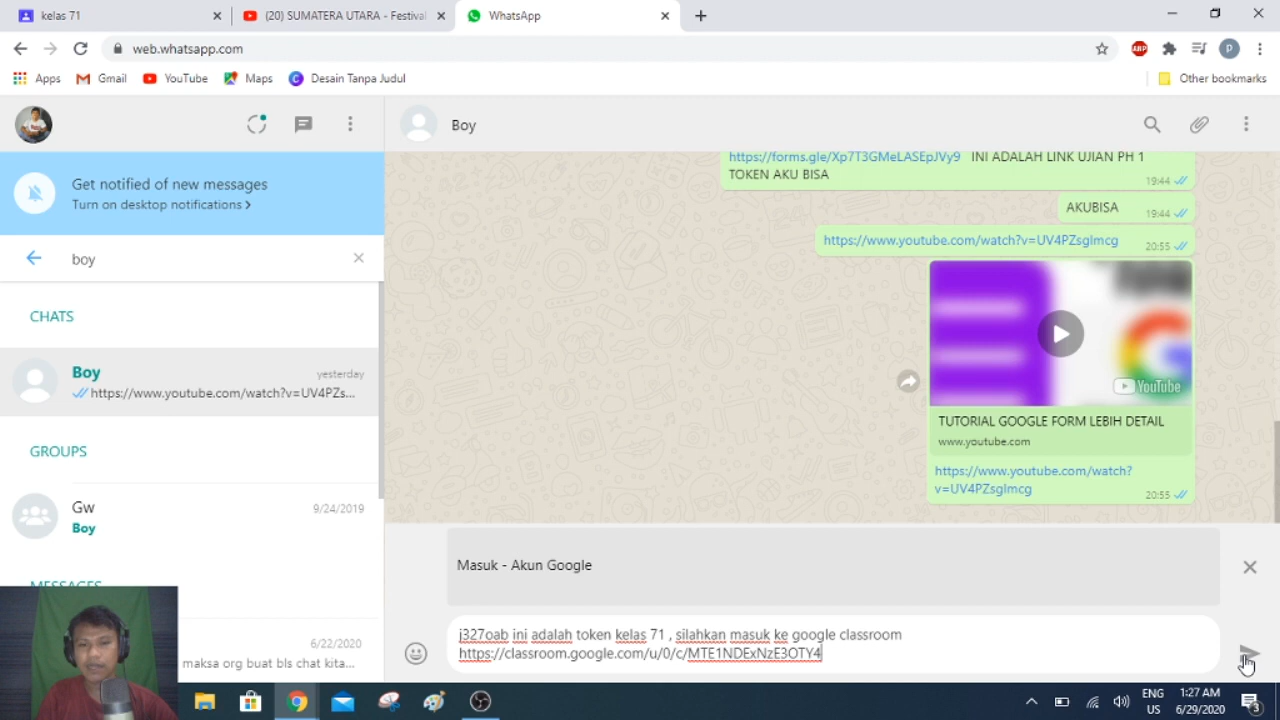 kelas 71
(20) SUMATERA UTARA - Festival
WhatsApp
web.whatsapp.com
ABP
P
Apps
Gmail
YouTube
Maps
C
Desain Tanpa Judul
Other bookmarks
Boy
Get notified of new messages
Turn on desktop notifications >
boy
CHATS
Boy
yesterday
https://www.youtube.com/watch?v=UV4PZs...
GROUPS
Gw
9/24/2019
Boy
MESSAGES
6/22/2020
maksa org buat bls chat kita...
https://forms.gle/Xp7T3GMeLASEpJVy9 INI ADALAH LINK UJIAN PH 1
TOKEN AKU BISA
19:44
AKUBISA
19:44
https://www.youtube.com/watch?v=UV4PZsglmcg
20:55
YouTube
TUTORIAL GOOGLE FORM LEBIH DETAIL
www.youtube.com
https://www.youtube.com/watch?
v=UV4PZsglmcg
20:55
Masuk - Akun Google
j327oab ini adalah token kelas 71 , silahkan masuk ke google classroom
https://classroom.google.com/u/0/c/MTE1NDExNzE3OTY4
ENG
US
1:27 AM
6/29/2020
3